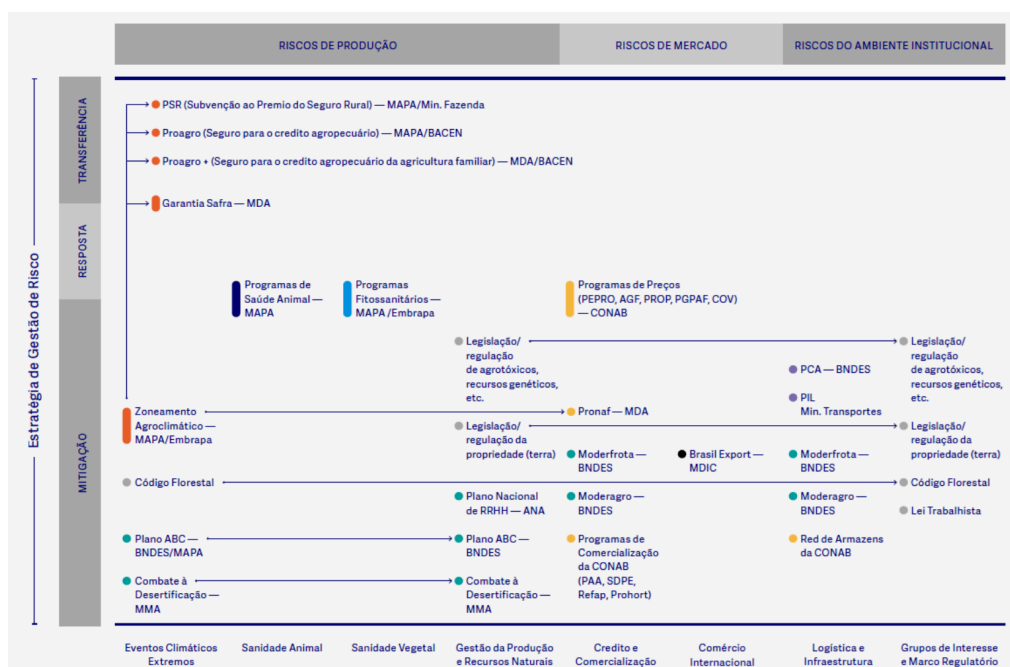 RISCOS DE PRODUÇÃO
RISCOS DE MERCADO
RISCOS DO AMBIENTE INSTITUCIONAL
Estratégia de Gestão de Risco
TRANSFERÊNCIA
PSR (Subvenção ao Premio do Seguro Rural) — MAPA/Min. Fazenda
Proagro (Seguro para o credito agropecuário) — MAPA/BACEN
Proagro + (Seguro para o credito agropecuário da agricultura familiar) — MDA/BACEN
Garantia Safra — MDA
RESPOSTA
Programas de
Saúde Animal —
MAPA
Programas
Fitossanitários —
MAPA /Embrapa
Programas de Preços
(PEPRO, AGF, PROP, PGPAF, COV)
— CONAB
MITIGAÇÃO
Legislação/
regulação
de agrotóxicos,
recursos genéticos,
etc.
Legislação/
regulação
de agrotóxicos,
recursos genéticos,
etc.
PCA — BNDES
PIL
Min. Transportes
Zoneamento
Agroclimático —
MAPA/Embrapa
Pronaf — MDA
Legislação/
regulação da
propriedade (terra)
Legislação/
regulação da
propriedade (terra)
Moderfrota —
BNDES
Brasil Export —
MDIC
Moderfrota —
BNDES
Código Florestal
Código Florestal
Plano Nacional
de RRHH — ANA
Moderagro —
BNDES
Moderagro —
BNDES
Lei Trabalhista
Plano ABC —
BNDES/MAPA
Plano ABC —
BNDES
Programas de
Comercialização
da CONAB
(PAA, SDPE,
Refap, Prohort)
Red de Armazens
da CONAB
Combate à
Desertificação —
MMA
Combate à
Desertificação —
MMA
Eventos Climáticos
Extremos
Sanidade Animal
Sanidade Vegetal
Gestão da Produção
e Recursos Naturais
Credito e
Comercialização
Comércio
Internacional
Logística e
Infraestrutura
Grupos de Interesse
e Marco Regulatório